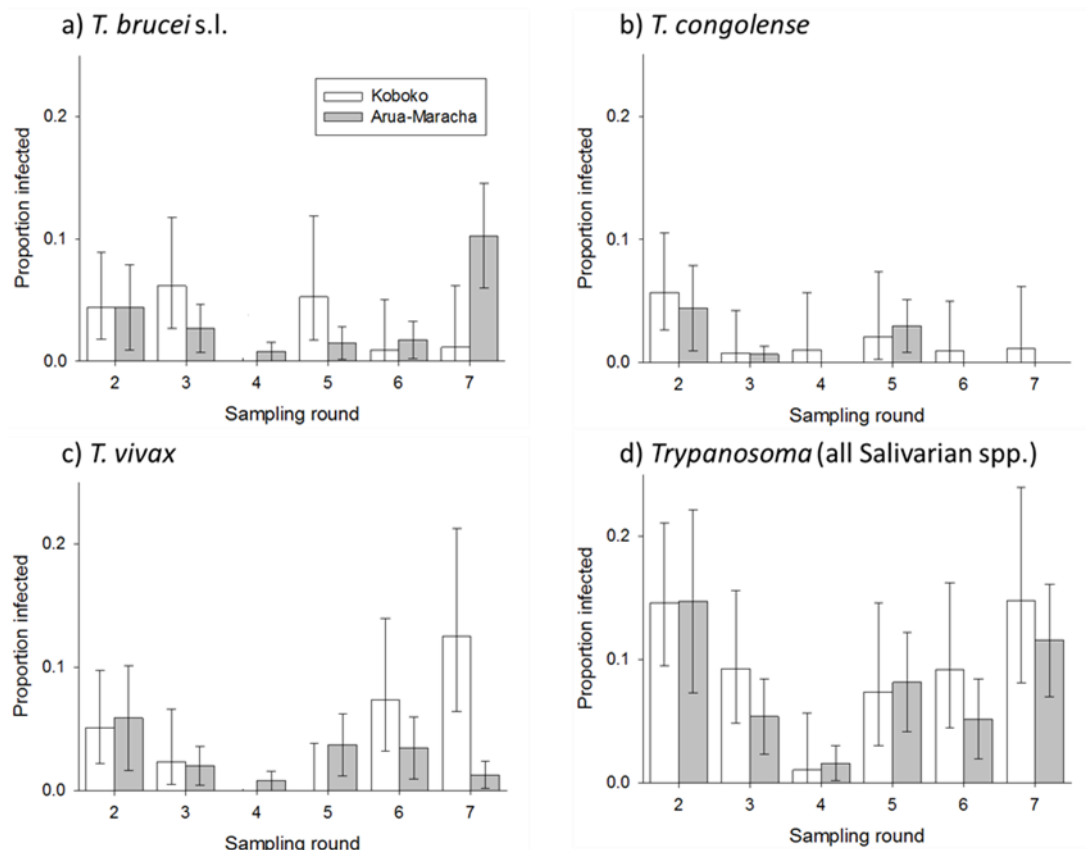 a) T. brucei s.l.
Proportion infected
0.2
0.1
0.0
Koboko
Arua-Maracha
2 3 4 5 6 7
Sampling round
b) T. congolense
Proportion infected
0.2
0.1
0.0
2 3 4 5 6 7
Sampling round
c) T. vivax
Proportion infected
0.2
0.1
0.0
2 3 4 5 6 7
Sampling round
d) Trypanosoma (all Salivarian spp.)
Proportion infected
0.2
0.1
0.0
2 3 4 5 6 7
Sampling round